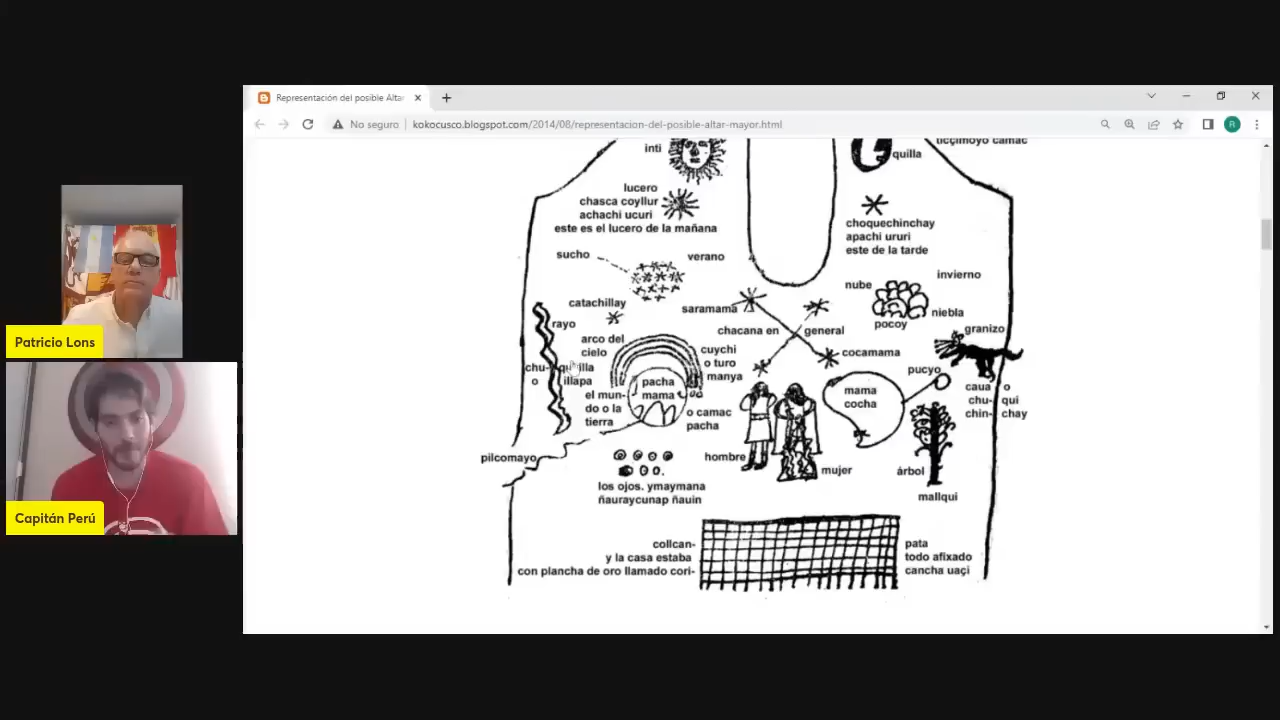 Representación del posible Altar
No seguro
kokocusco.blogspot.com/2014/08/representacion-del-posible-altar-mayor.html
R
inti
quilla
ticçimoyo camac
lucero
chasca coyllur
achachi ucuri
este es el lucero de la mañana
choquechinchay
apachi ururi
este de la tarde
sucho
verano
invierno
nube
catachillay
saramama
niebla
pocoy
rayo
chacana en
general
granizo
arco del
cielo
cuychi
o turo
manya
cocamama
chu-
quilla
o
illapa
pacha
mama
pucyo
el mun-
do o la
tierra
mama
cocha
caua o
chu- qui
chin- chay
o camac
pacha
pilcomayo
hombre
mujer
árbol
los ojos. ymaymana
ñauraycunap ñauin
mallqui
collcan-
y la casa estaba
con plancha de oro llamado cori-
pata
todo afixado
cancha uaçi
Patricio Lons
Capitán Perú